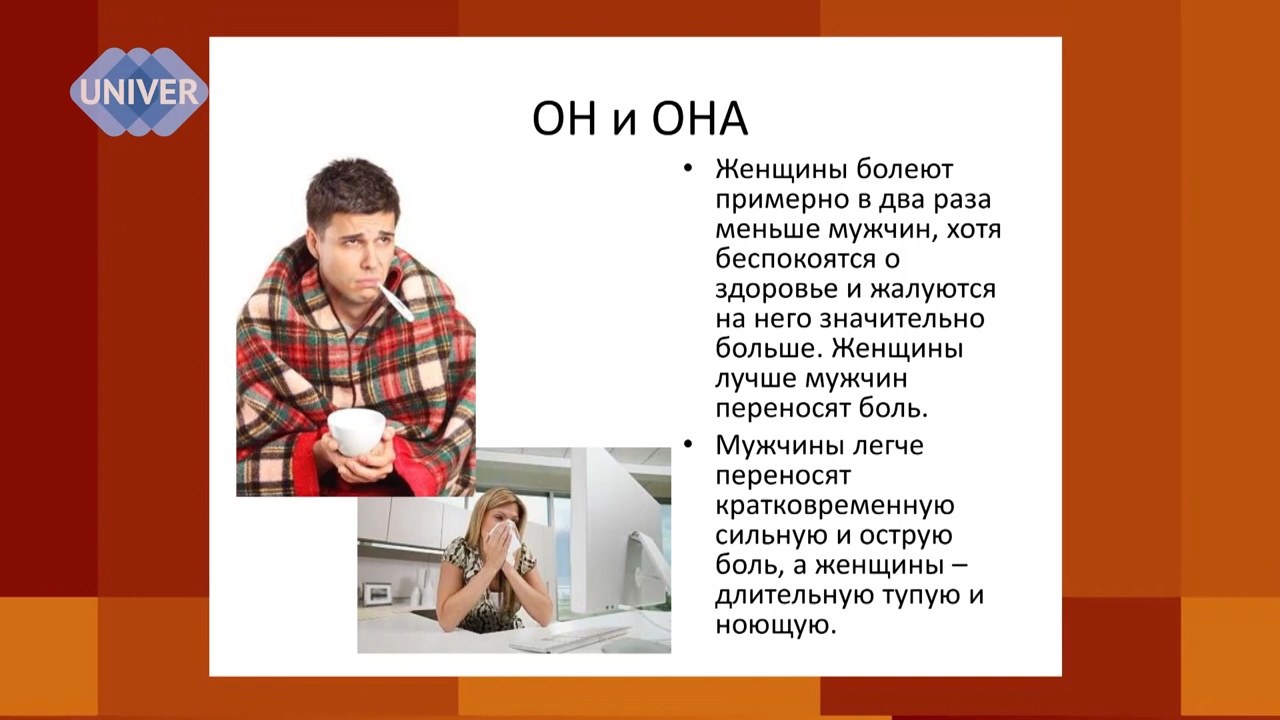 UNIVER
ОН и ОНА
• Женщины болеют
примерно в два раза
меньше мужчин, хотя
беспокоятся о
здоровье и жалуются
на него значительно
больше. Женщины
лучше мужчин
переносят боль.
• Мужчины легче
переносят
кратковременную
сильную и острую
боль, а женщины –
длительную тупую и
ноющую.